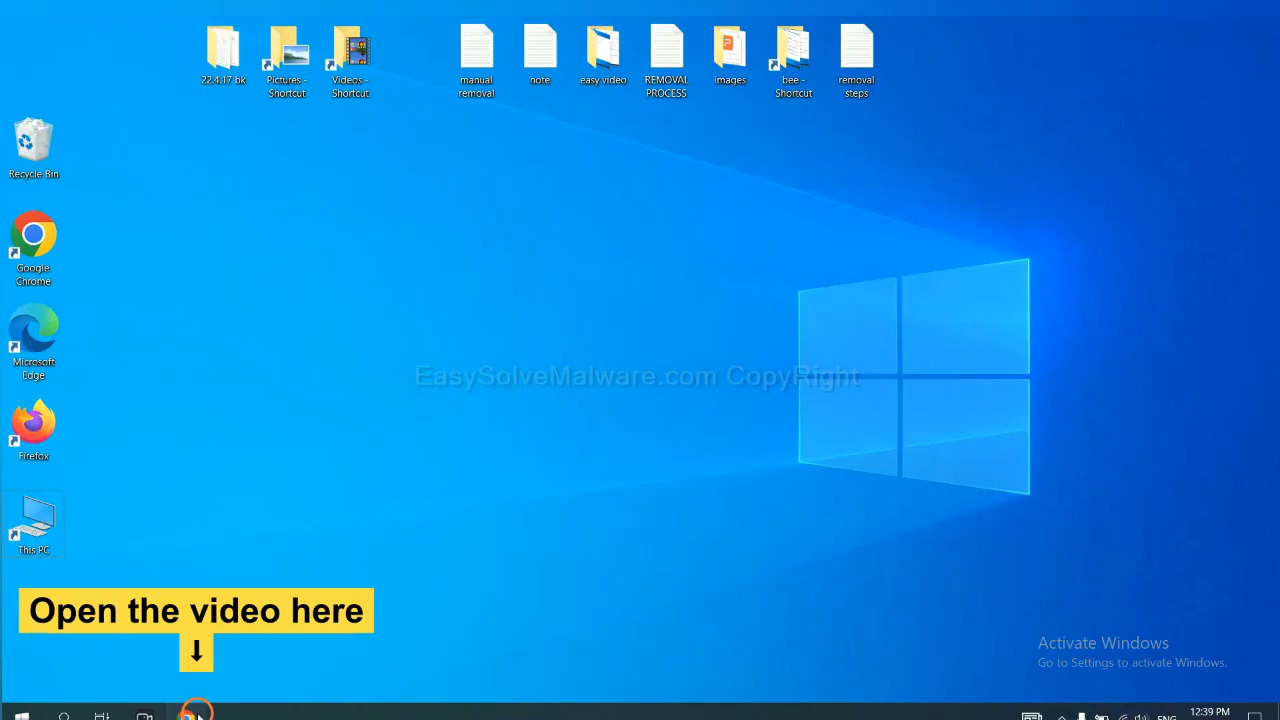 22.4.17 bk
Pictures -
Shortcut
Videos -
Shortcut
manual
removal
note
easy video
REMOVAL
PROCESS
images
bee -
Shortcut
removal
steps
Recycle Bin
Google
Chrome
Microsoft
Edge
Firefox
This PC
EasySolveMalware.com CopyRight
Open the video here
↓
Activate Windows
Go to Settings to activate Windows.
ENG
12:39 PM